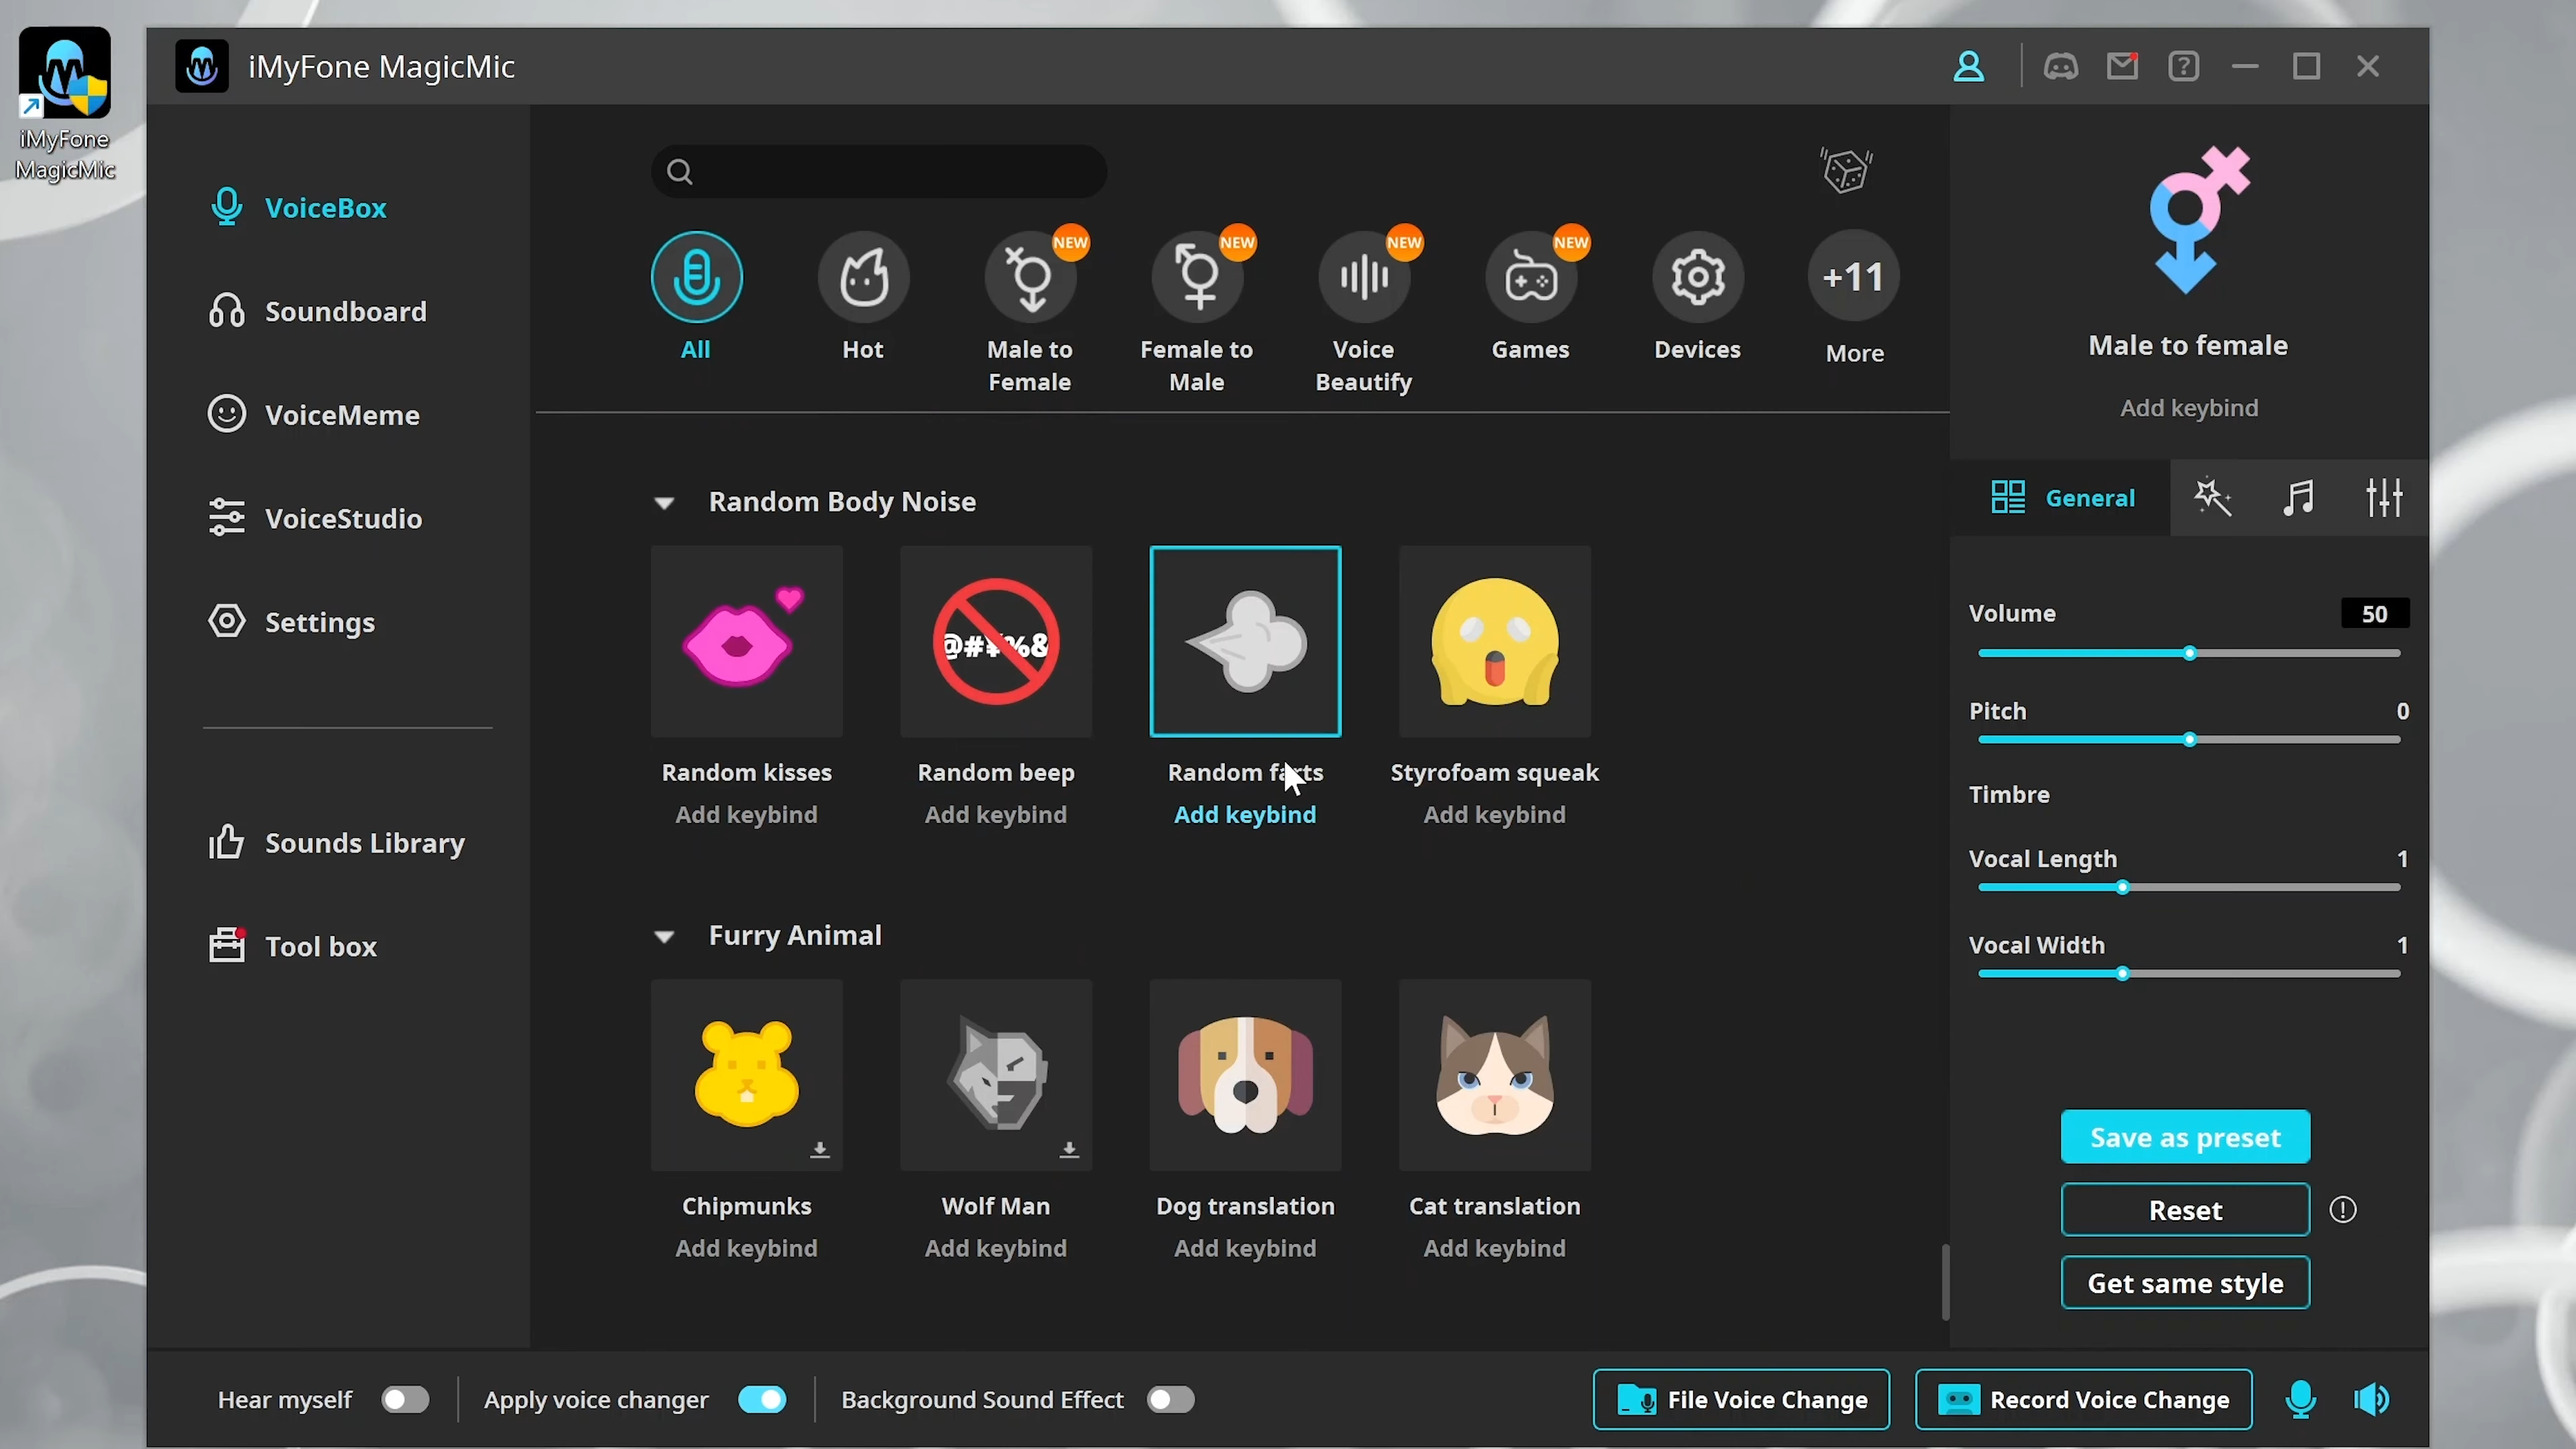 iMyFone
MagicMic
iMyFone MagicMic
VoiceBox
Soundboard
VoiceMeme
VoiceStudio
Settings
Sounds Library
Tool box
NEW
NEW
NEW
NEW
+11
All
Hot
Male to
Female
Female to
Male
Voice
Beautify
Games
Devices
More
Random Body Noise
@#¥%&
Random kisses
Random beep
Random farts
Styrofoam squeak
Add keybind
Add keybind
Add keybind
Add keybind
Furry Animal
Chipmunks
Wolf Man
Dog translation
Cat translation
Add keybind
Add keybind
Add keybind
Add keybind
Male to female
Add keybind
General
Volume 50
Pitch 0
Timbre
Vocal Length 1
Vocal Width 1
Save as preset
Reset
Get same style
Hear myself
Apply voice changer
Background Sound Effect
File Voice Change
Record Voice Change